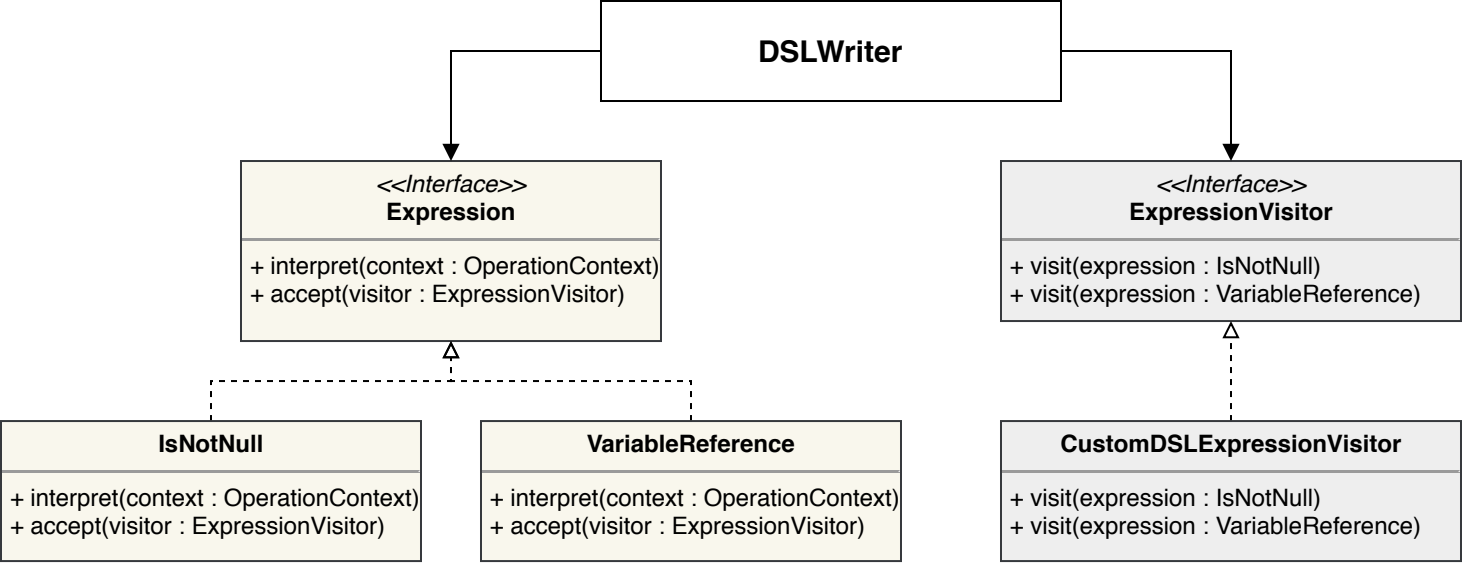 DSLWriter
<<Interface>>
Expression
+ interpret(context : OperationContext)
+ accept(visitor : ExpressionVisitor)
<<Interface>>
ExpressionVisitor
+ visit(expression : IsNotNull)
+ visit(expression : VariableReference)
IsNotNull
+ interpret(context : OperationContext)
+ accept(visitor : ExpressionVisitor)
VariableReference
+ interpret(context : OperationContext)
+ accept(visitor : ExpressionVisitor)
CustomDSLExpressionVisitor
+ visit(expression : IsNotNull)
+ visit(expression : VariableReference)